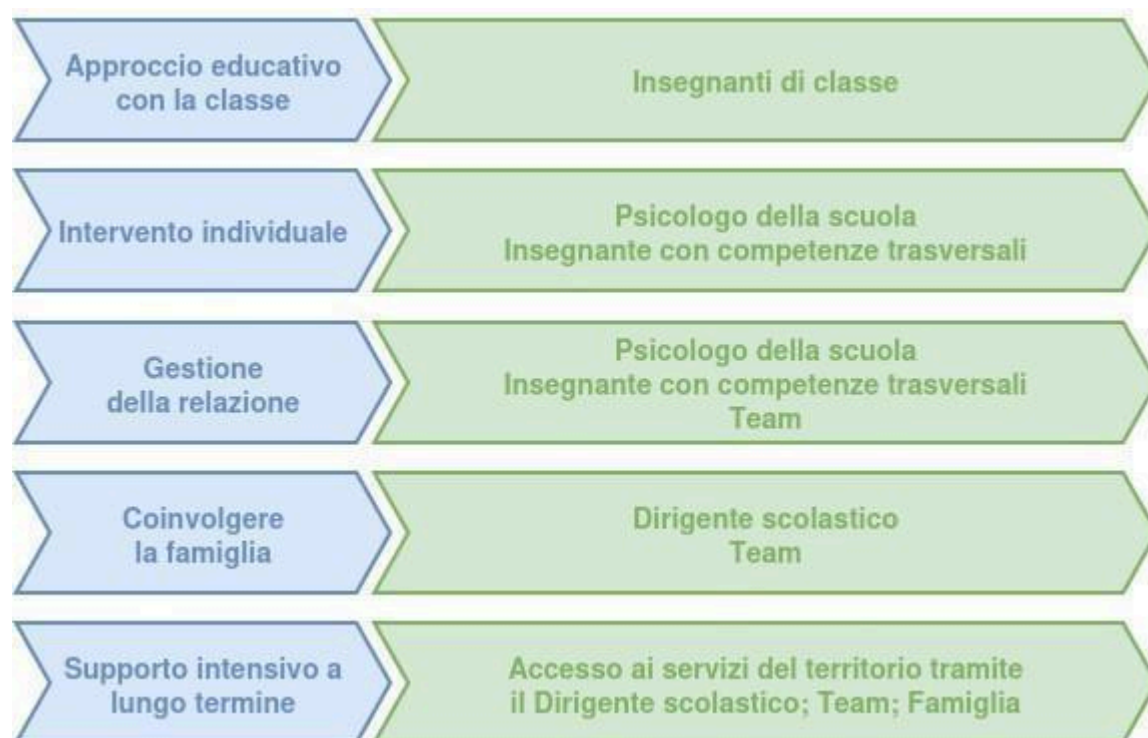 Approccio educativo
con la classe
Insegnanti di classe
Intervento individuale
Psicologo della scuola
Insegnante con competenze trasversali
Gestione
della relazione
Psicologo della scuola
Insegnante con competenze trasversali
Team
Coinvolgere
la famiglia
Dirigente scolastico
Team
Supporto intensivo a
lungo termine
Accesso ai servizi del territorio tramite
il Dirigente scolastico; Team; Famiglia